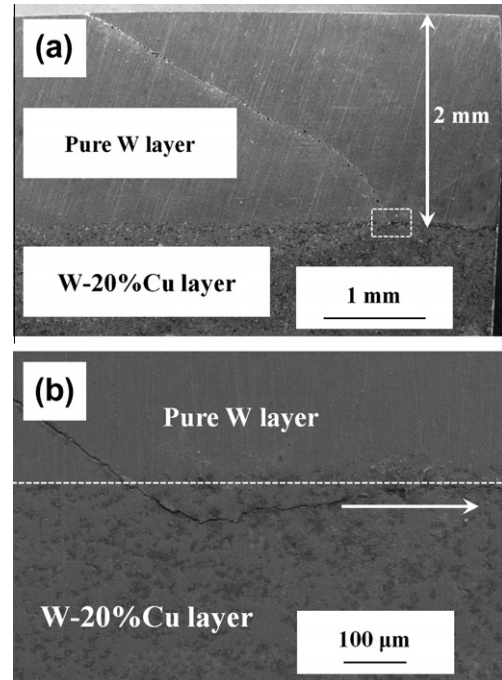 (a)
2 mm
Pure W layer
W-20%Cu layer
1 mm
(b)
Pure W layer
W-20%Cu layer
100 μm